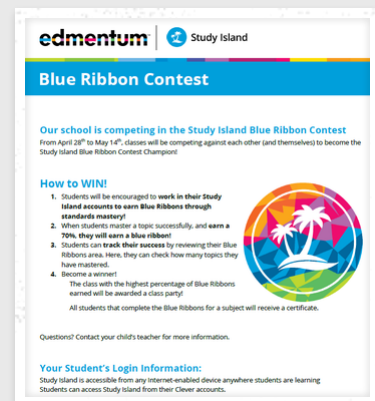 edmentum Study Island
Blue Ribbon Contest
Our school is competing in the Study Island Blue Ribbon Contest
From April 28th to May 14th, classes will be competing against each other (and themselves) to become the
Study Island Blue Ribbon Contest Champion!
How to WIN!
1. Students will be encouraged to work in their Study
Island accounts to earn Blue Ribbons through
standards mastery!
2. When students master a topic successfully, and earn a
70%, they will earn a blue ribbon!
3. Students can track their success by reviewing their Blue
Ribbons area. Here, they can check how many topics they
have mastered.
4. Become a winner!
The class with the highest percentage of Blue Ribbons
earned will be awarded a class party!
All students that complete the Blue Ribbons for a subject will receive a certificate.
Questions? Contact your child's teacher for more information.
Your Student's Login Information:
Study Island is accessible from any Internet-enabled device anywhere students are learning
Students can access Study Island from their Clever accounts.